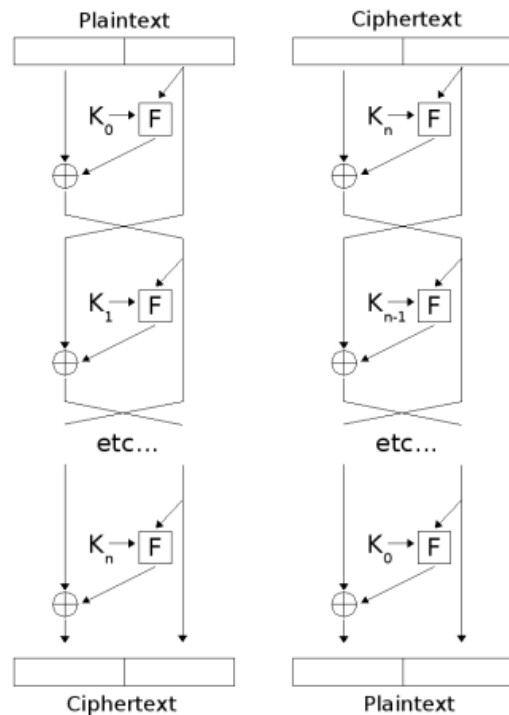 Plaintext
K₀ F
K₁ F
etc...
Kₙ F
Ciphertext
Ciphertext
Kₙ F
Kₙ₋₁ F
etc...
K₀ F
Plaintext